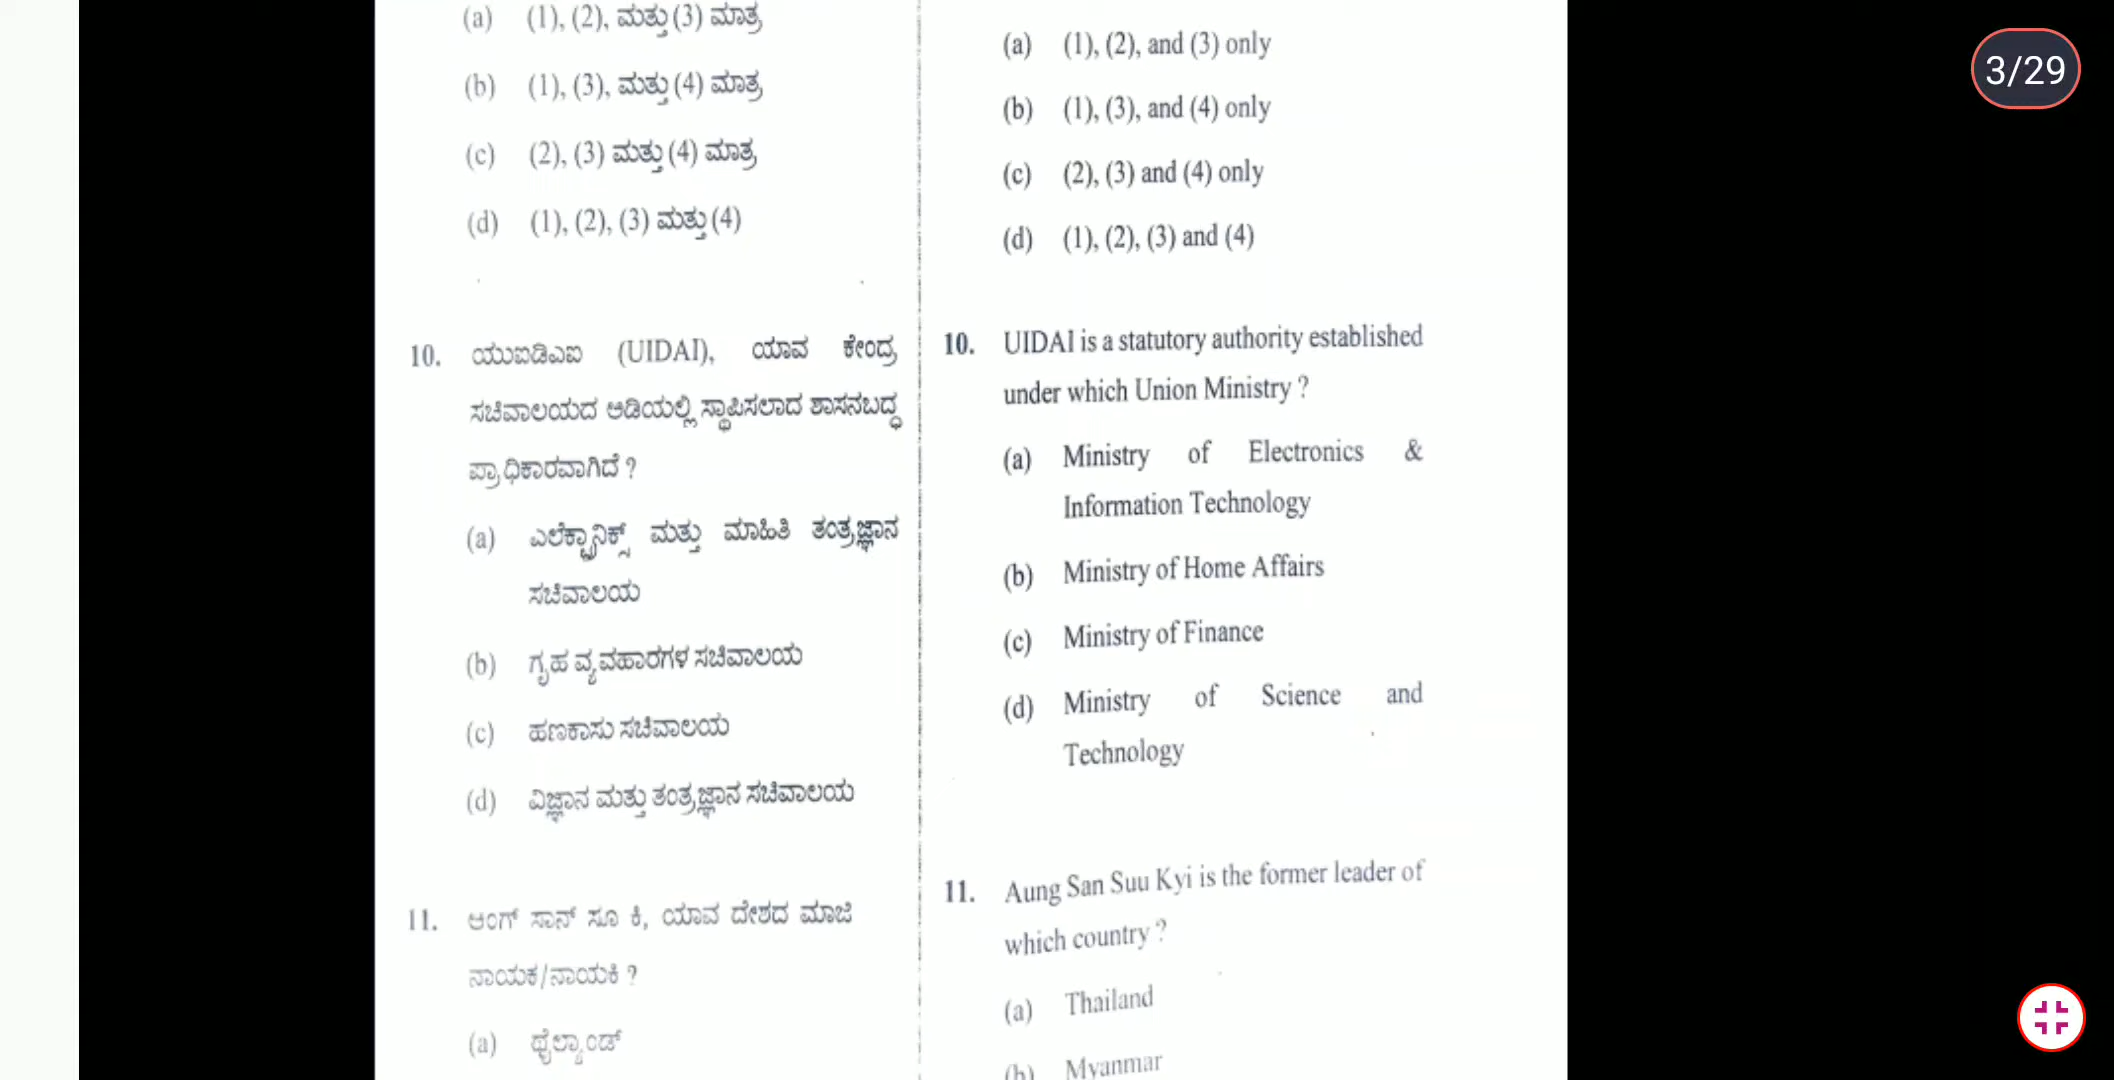 (a) (1), (2), ಮತ್ತು (3) ಮಾತ್ರ
(b) (1), (3), ಮತ್ತು (4) ಮಾತ್ರ
(c) (2), (3) ಮತ್ತು (4) ಮಾತ್ರ
(d) (1), (2), (3) ಮತ್ತು (4)
10. ಯುಐಡಿಎಐ (UIDAI), ಯಾವ ಕೇಂದ್ರ
ಸಚಿವಾಲಯದ ಅಡಿಯಲ್ಲಿ ಸ್ಥಾಪಿಸಲಾದ ಶಾಸನಬದ್ಧ
ಪ್ರಾಧಿಕಾರವಾಗಿದೆ ?
(a) ಎಲೆಕ್ಟ್ರಾನಿಕ್ಸ್ ಮತ್ತು ಮಾಹಿತಿ ತಂತ್ರಜ್ಞಾನ
ಸಚಿವಾಲಯ
(b) ಗೃಹ ವ್ಯವಹಾರಗಳ ಸಚಿವಾಲಯ
(c) ಹಣಕಾಸು ಸಚಿವಾಲಯ
(d) ವಿಜ್ಞಾನ ಮತ್ತು ತಂತ್ರಜ್ಞಾನ ಸಚಿವಾಲಯ
11. ಆಂಗ್ ಸಾನ್ ಸೂ ಕಿ, ಯಾವ ದೇಶದ ಮಾಜಿ
ನಾಯಕ/ನಾಯಕಿ ?
(a) ಥೈಲ್ಯಾಂಡ್
(a) (1), (2), and (3) only
(b) (1), (3), and (4) only
(c) (2), (3) and (4) only
(d) (1), (2), (3) and (4)
10. UIDAI is a statutory authority established
under which Union Ministry ?
(a) Ministry of Electronics &
Information Technology
(b) Ministry of Home Affairs
(c) Ministry of Finance
(d) Ministry of Science and
Technology
11. Aung San Suu Kyi is the former leader of
which country ?
(a) Thailand
(b) Myanmar
3/29